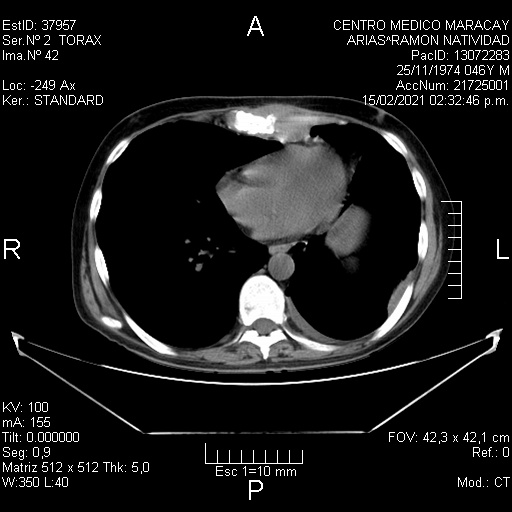 EstID: 37957
Ser.Nº 2 TORAX
Ima.Nº 42
Loc: -249 Ax
Ker.: STANDARD
A
CENTRO MEDICO MARACAY
ARIAS^RAMON NATIVIDAD
PacID: 13072283
25/11/1974 046Y M
AccNum: 21725001
15/02/2021 02:32:46 p.m.
R
L
KV: 100
mA: 155
Tilt: 0.000000
Seg: 0,9
Matriz 512 x 512 Thk: 5,0
W:350 L:40
Esc 1=10 mm
P
FOV: 42,3 x 42,1 cm
Ref.: 0
Mod.: CT